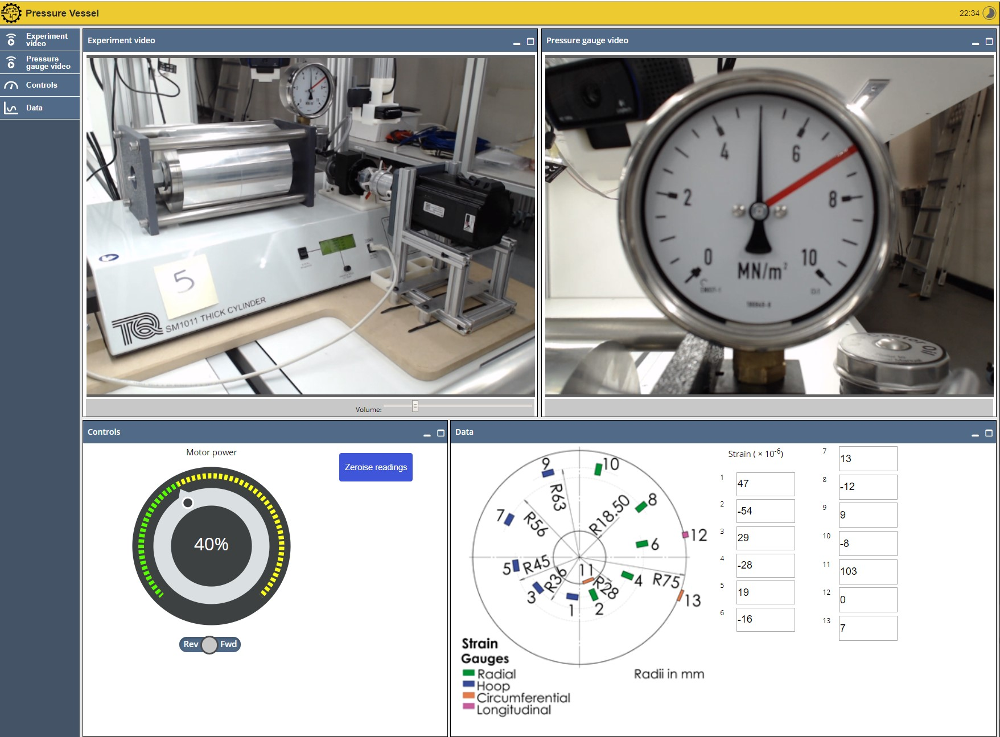 Pressure Vessel
22:34
Experiment
video
Pressure
gauge video
Controls
Data
Experiment video
5
TQ SM1011 THICK CYLINDER
Volume:
Pressure gauge video
0
2
4
6
8
10
MN/m²
Controls
Motor power
40%
Rev
Fwd
Zeroise readings
Data
9
10
R63
8
7
R56
R18.50
12
6
5
R45
11
R36
R28
4
R75
3
1
2
13
Strain
Gauges
Radial
Hoop
Circumferential
Longitudinal
Radii in mm
Strain ( × 10⁻⁶)
1 47
2 -54
3 29
4 -28
5 19
6 -16
7 13
8 -12
9 9
10 -8
11 103
12 0
13 7